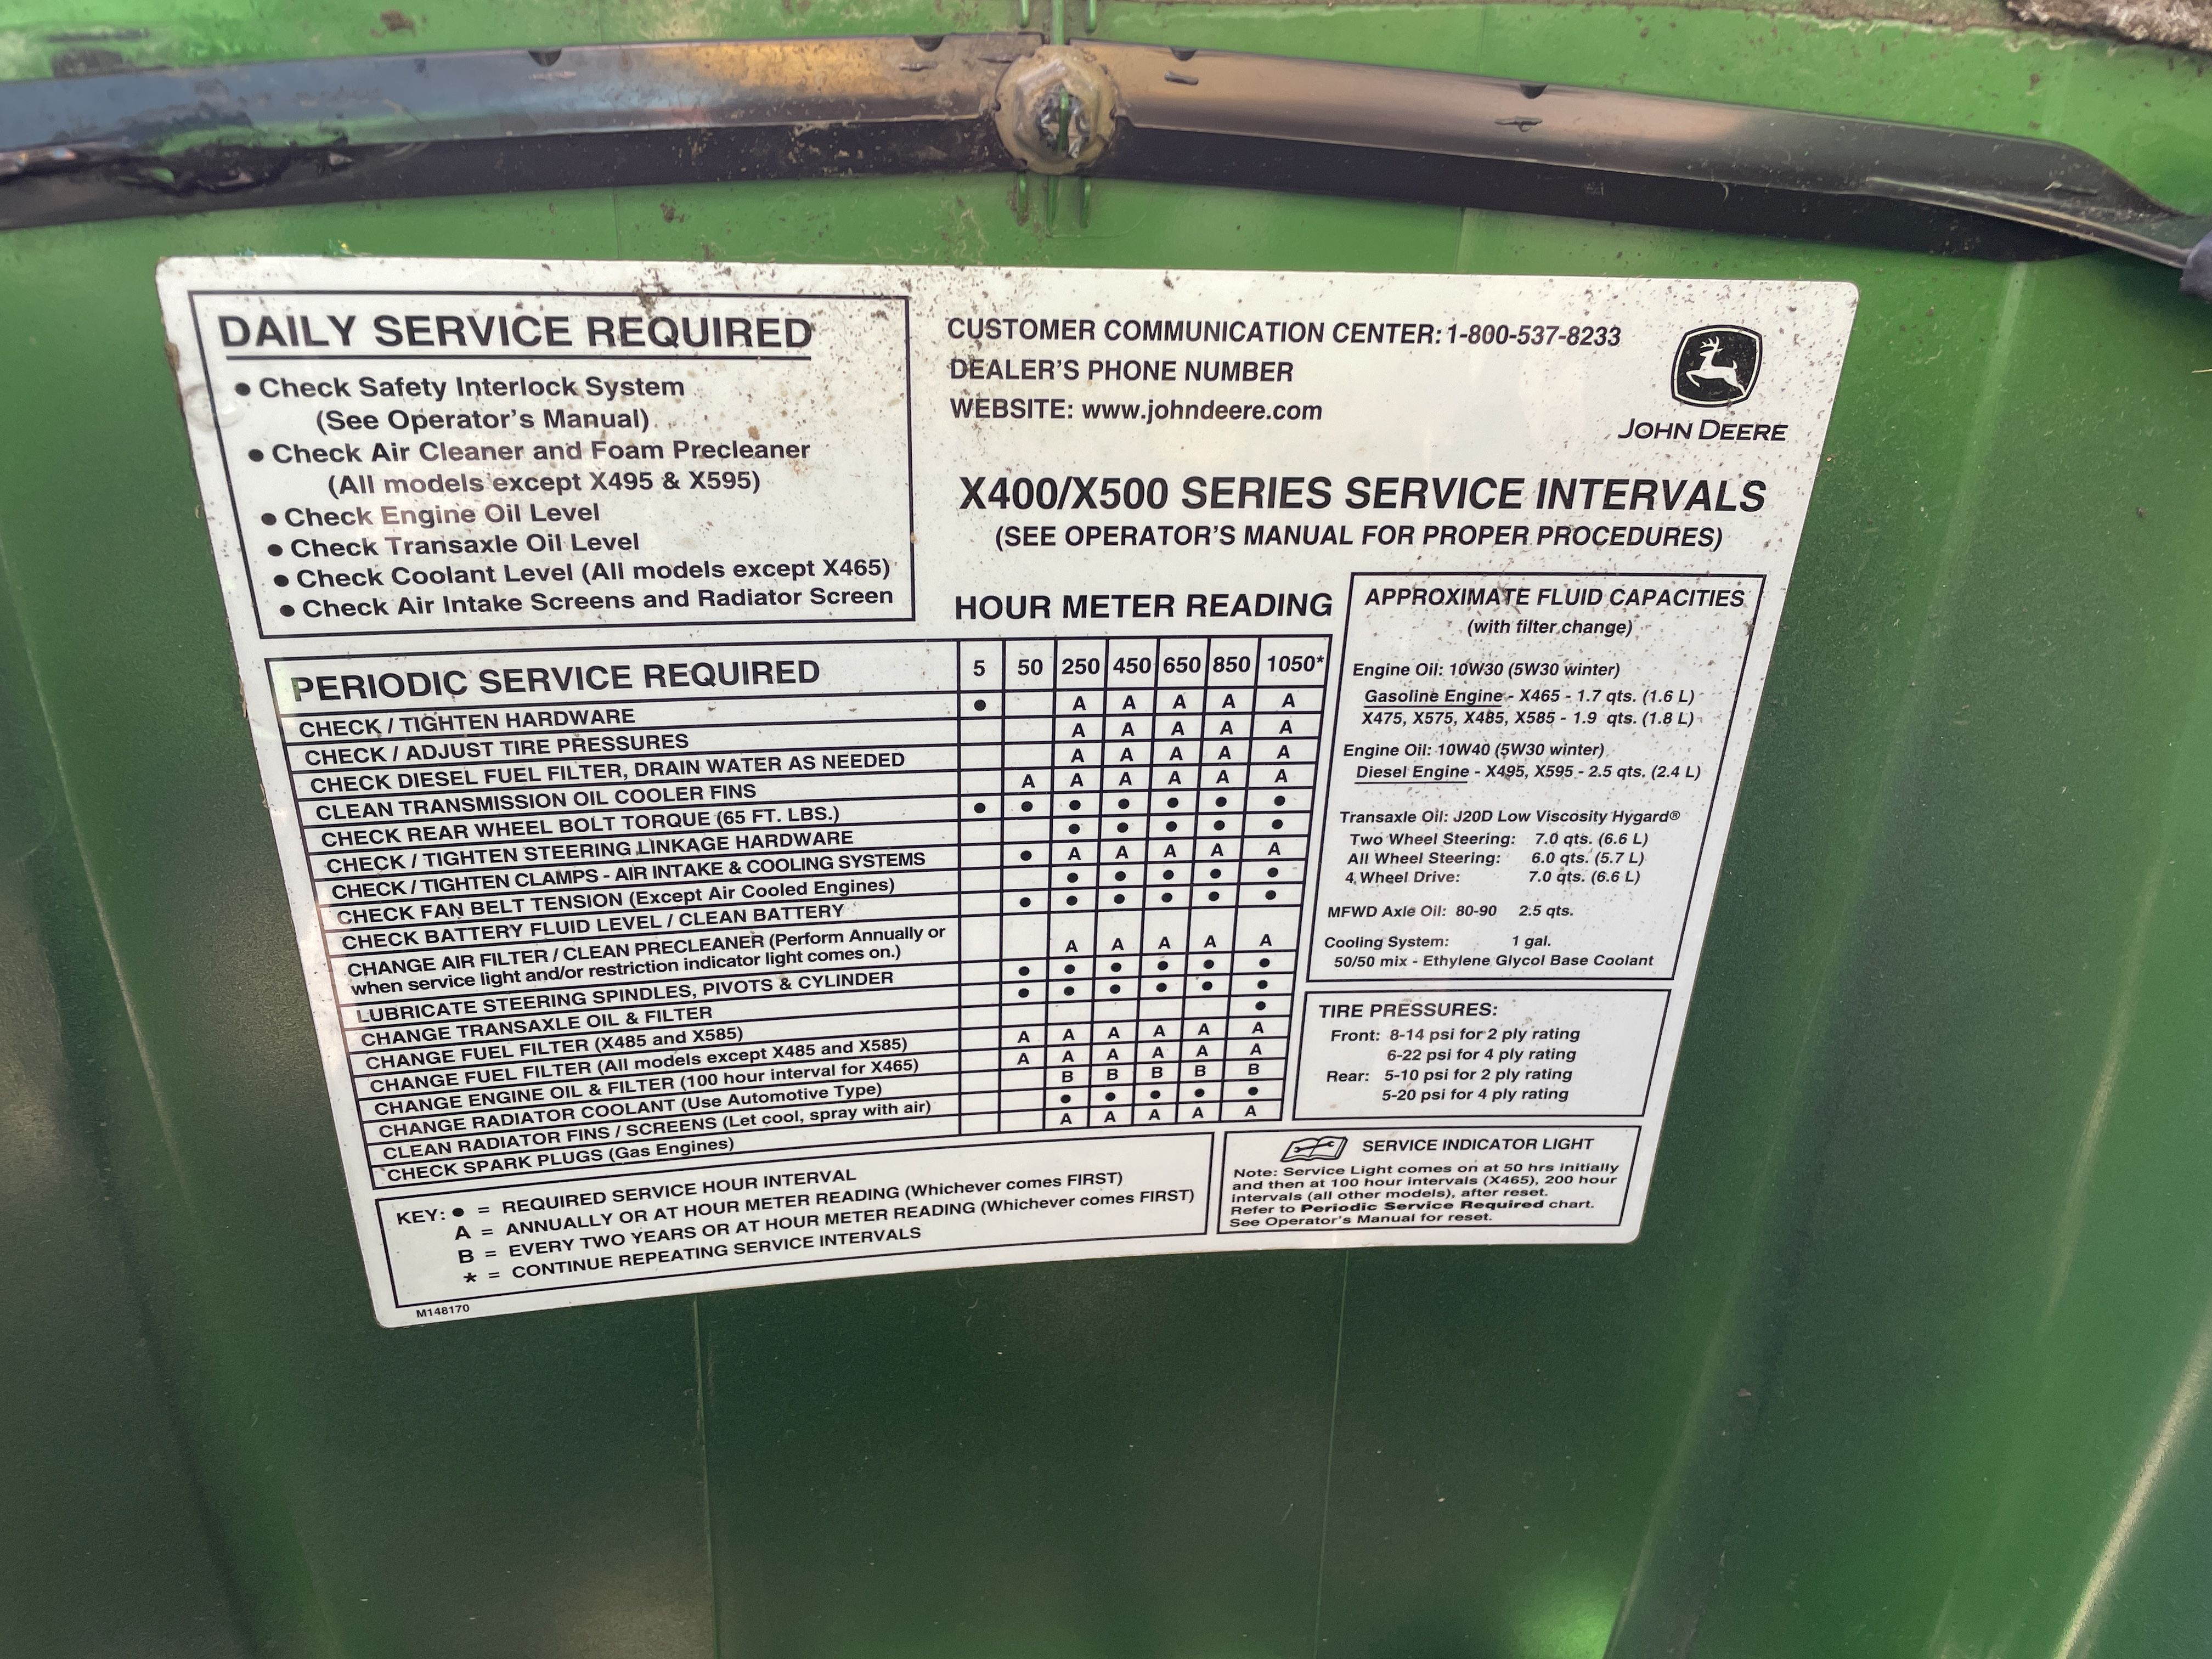 DAILY SERVICE REQUIRED
● Check Safety Interlock System
(See Operator's Manual)
● Check Air Cleaner and Foam Precleaner
(All models except X495 & X595)
● Check Engine Oil Level
● Check Transaxle Oil Level
● Check Coolant Level (All models except X465)
● Check Air Intake Screens and Radiator Screen
CUSTOMER COMMUNICATION CENTER: 1-800-537-8233
DEALER'S PHONE NUMBER
WEBSITE: www.johndeere.com
JOHN DEERE
X400/X500 SERIES SERVICE INTERVALS
(SEE OPERATOR'S MANUAL FOR PROPER PROCEDURES)
HOUR METER READING
PERIODIC SERVICE REQUIRED 5 50 250 450 650 850 1050*
CHECK / TIGHTEN HARDWARE ● A A A A A
CHECK / ADJUST TIRE PRESSURES A A A A A
CHECK DIESEL FUEL FILTER, DRAIN WATER AS NEEDED A A A A A
CLEAN TRANSMISSION OIL COOLER FINS A A A A A A
CHECK REAR WHEEL BOLT TORQUE (65 FT. LBS.) ● ● ● ● ● ● ●
CHECK / TIGHTEN STEERING LINKAGE HARDWARE ● ● ● ● ●
CHECK / TIGHTEN CLAMPS - AIR INTAKE & COOLING SYSTEMS ● A A A A A
CHECK FAN BELT TENSION (Except Air Cooled Engines) ● ● ● ● ●
CHECK BATTERY FLUID LEVEL / CLEAN BATTERY ● ● ● ● ● ●
CHANGE AIR FILTER / CLEAN PRECLEANER (Perform Annually or
when service light and/or restriction indicator light comes on.) A A A A A
LUBRICATE STEERING SPINDLES, PIVOTS & CYLINDER ● ● ● ● ● ●
CHANGE TRANSAXLE OIL & FILTER ● ● ● ● ● ●
CHANGE FUEL FILTER (X485 and X585) ●
CHANGE FUEL FILTER (All models except X485 and X585) A A A A A A
CHANGE ENGINE OIL & FILTER (100 hour interval for X465) A A A A A A
CHANGE RADIATOR COOLANT (Use Automotive Type) B B B B B
CLEAN RADIATOR FINS / SCREENS (Let cool, spray with air) ● ● ● ● ●
CHECK SPARK PLUGS (Gas Engines) A A A A A
KEY: ● = REQUIRED SERVICE HOUR INTERVAL
A = ANNUALLY OR AT HOUR METER READING (Whichever comes FIRST)
B = EVERY TWO YEARS OR AT HOUR METER READING (Whichever comes FIRST)
* = CONTINUE REPEATING SERVICE INTERVALS
M148170
APPROXIMATE FLUID CAPACITIES
(with filter change)
Engine Oil: 10W30 (5W30 winter)
Gasoline Engine - X465 - 1.7 qts. (1.6 L)
X475, X575, X485, X585 - 1.9 qts. (1.8 L)
Engine Oil: 10W40 (5W30 winter)
Diesel Engine - X495, X595 - 2.5 qts. (2.4 L)
Transaxle Oil: J20D Low Viscosity Hygard®
Two Wheel Steering: 7.0 qts. (6.6 L)
All Wheel Steering: 6.0 qts. (5.7 L)
4 Wheel Drive: 7.0 qts. (6.6 L)
MFWD Axle Oil: 80-90 2.5 qts.
Cooling System: 1 gal.
50/50 mix - Ethylene Glycol Base Coolant
TIRE PRESSURES:
Front: 8-14 psi for 2 ply rating
6-22 psi for 4 ply rating
Rear: 5-10 psi for 2 ply rating
5-20 psi for 4 ply rating
SERVICE INDICATOR LIGHT
Note: Service Light comes on at 50 hrs initially
and then at 100 hour intervals (X465), 200 hour
intervals (all other models), after reset.
Refer to Periodic Service Required chart.
See Operator's Manual for reset.